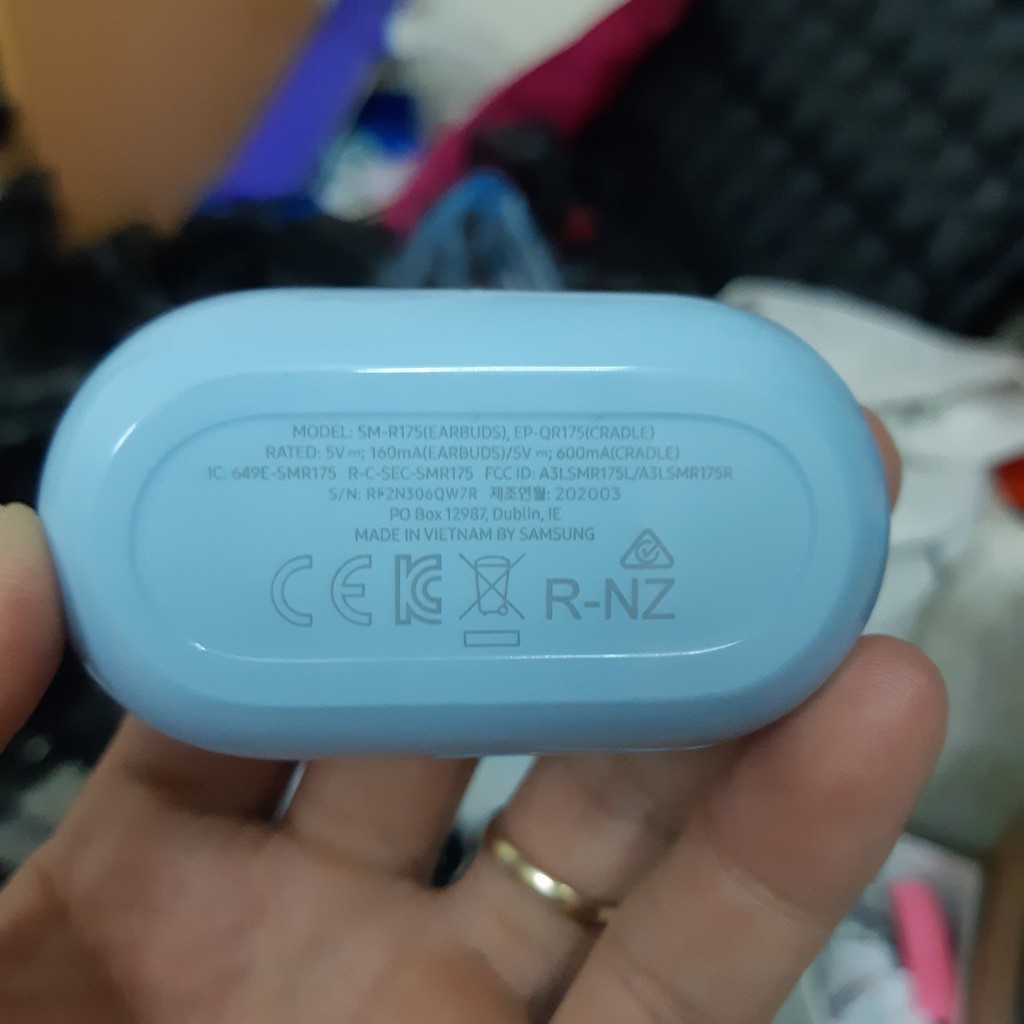 MODEL: SM-R175(EARBUDS), EP-QR175(CRADLE)
RATED: 5V ⎓; 160mA(EARBUDS)/5V ⎓; 600mA(CRADLE)
IC: 649E-SMR175 R-C-SEC-SMR175 FCC ID: A3LSMR175L/A3LSMR175R
S/N: RF2N306QW7R 제조연월: 202003
PO Box 12987, Dublin, IE
MADE IN VIETNAM BY SAMSUNG
CE KC R-NZ